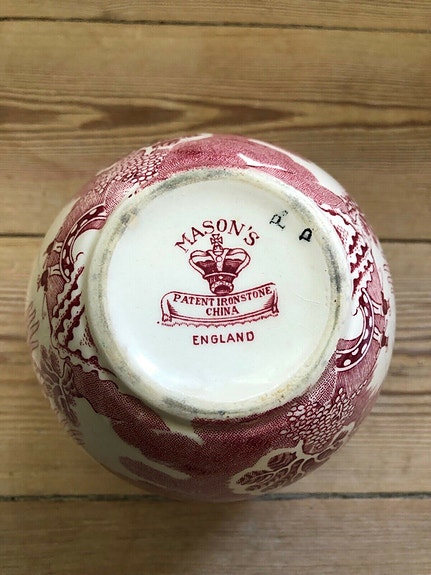 MASON'S
PATENT IRONSTONE
CHINA
ENGLAND